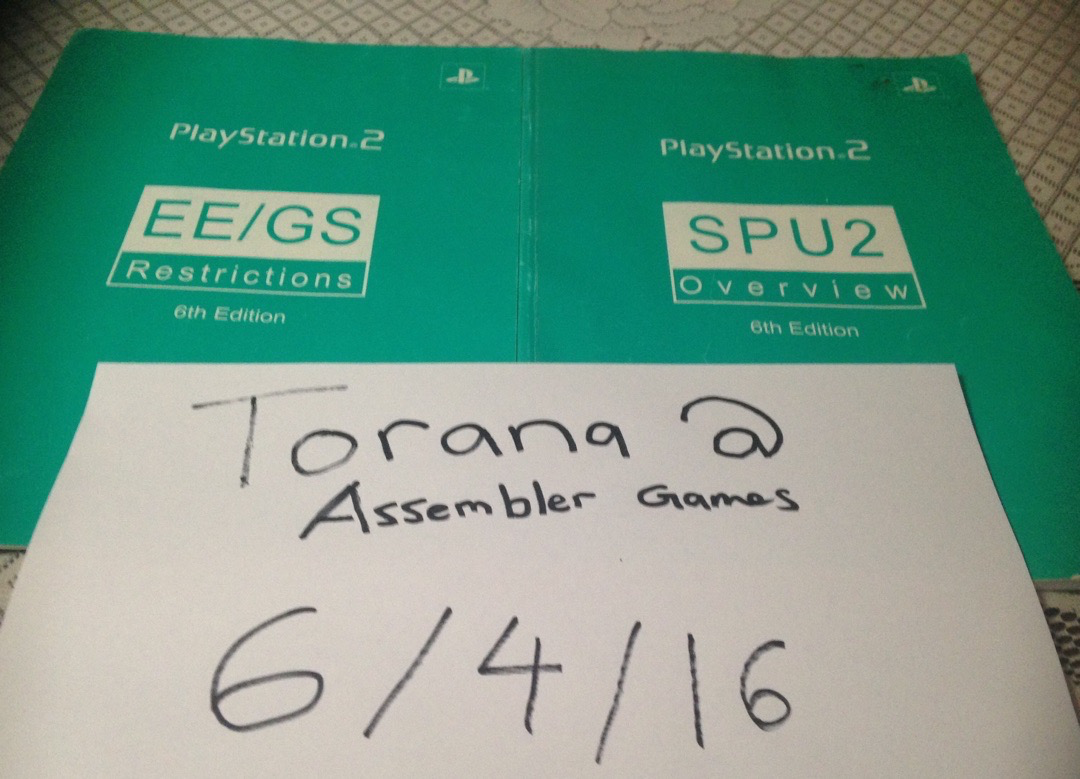 PlayStation.2
EE/GS
Restrictions
6th Edition
PlayStation.2
SPU2
Overview
6th Edition
Torana @
Assembler Games
6/4/16